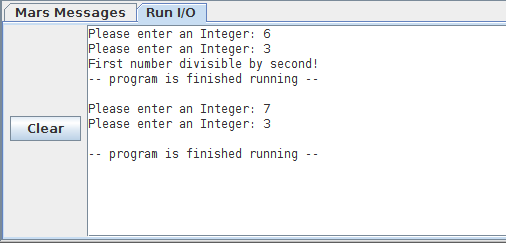 Mars Messages Run I/O
Please enter an Integer: 6
Please enter an Integer: 3
First number divisible by second!
-- program is finished running --
Please enter an Integer: 7
Please enter an Integer: 3
Clear
-- program is finished running --